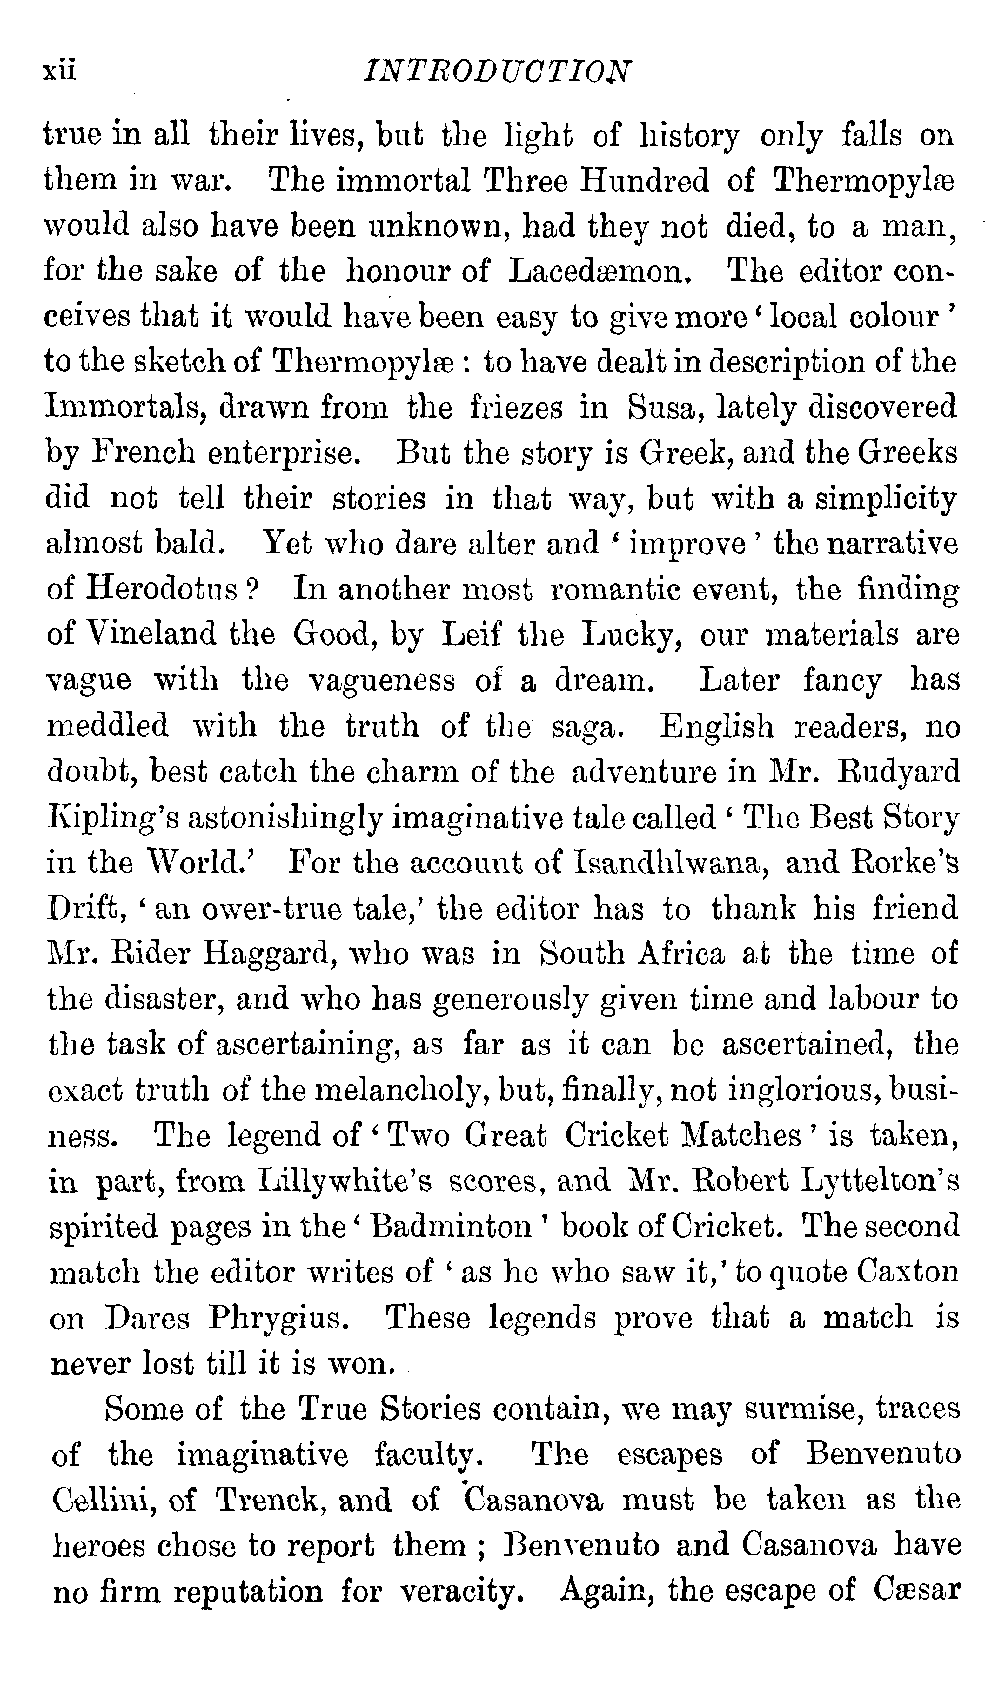 xii INTRODUCTION
true in all their lives, but the light of history only falls on
them in war. The immortal Three Hundred of Thermopylæ
would also have been unknown, had they not died, to a man,
for the sake of the honour of Lacedæmon. The editor con-
ceives that it would have been easy to give more ‘local colour’
to the sketch of Thermopylæ : to have dealt in description of the
Immortals, drawn from the friezes in Susa, lately discovered
by French enterprise. But the story is Greek, and the Greeks
did not tell their stories in that way, but with a simplicity
almost bald. Yet who dare alter and ‘improve’ the narrative
of Herodotus? In another most romantic event, the finding
of Vineland the Good, by Leif the Lucky, our materials are
vague with the vagueness of a dream. Later fancy has
meddled with the truth of the saga. English readers, no
doubt, best catch the charm of the adventure in Mr. Rudyard
Kipling’s astonishingly imaginative tale called ‘The Best Story
in the World.’ For the account of Isandhlwana, and Rorke’s
Drift, ‘an ower-true tale,’ the editor has to thank his friend
Mr. Rider Haggard, who was in South Africa at the time of
the disaster, and who has generously given time and labour to
the task of ascertaining, as far as it can be ascertained, the
exact truth of the melancholy, but, finally, not inglorious, busi-
ness. The legend of ‘Two Great Cricket Matches’ is taken,
in part, from Lillywhite’s scores, and Mr. Robert Lyttelton’s
spirited pages in the ‘Badminton’ book of Cricket. The second
match the editor writes of ‘as he who saw it,’ to quote Caxton
on Dares Phrygius. These legends prove that a match is
never lost till it is won.
Some of the True Stories contain, we may surmise, traces
of the imaginative faculty. The escapes of Benvenuto
Cellini, of Trenck, and of Casanova must be taken as the
heroes chose to report them ; Benvenuto and Casanova have
no firm reputation for veracity. Again, the escape of Cæsar